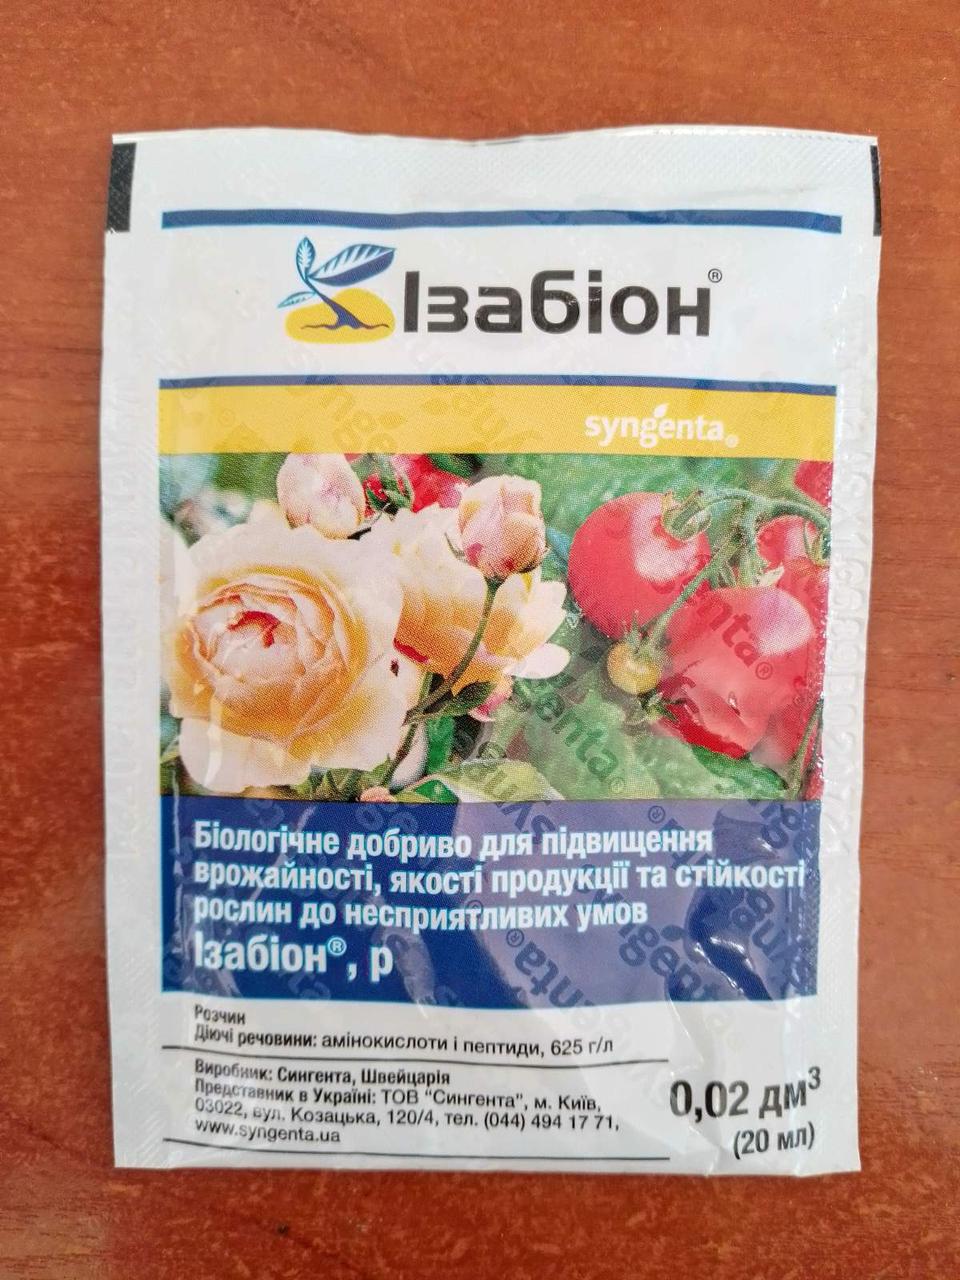 Ізабіон®
syngenta®
Біологічне добриво для підвищення
врожайності, якості продукції та стійкості
рослин до несприятливих умов
Ізабіон®, р
Розчин
Діючі речовини: амінокислоти і пептиди, 625 г/л
Виробник: Сингента, Швейцарія
Представник в Україні: ТОВ "Сингента", м. Київ,
03022, вул. Козацька, 120/4, тел. (044) 494 17 71,
www.syngenta.ua
0,02 дм³
(20 мл)